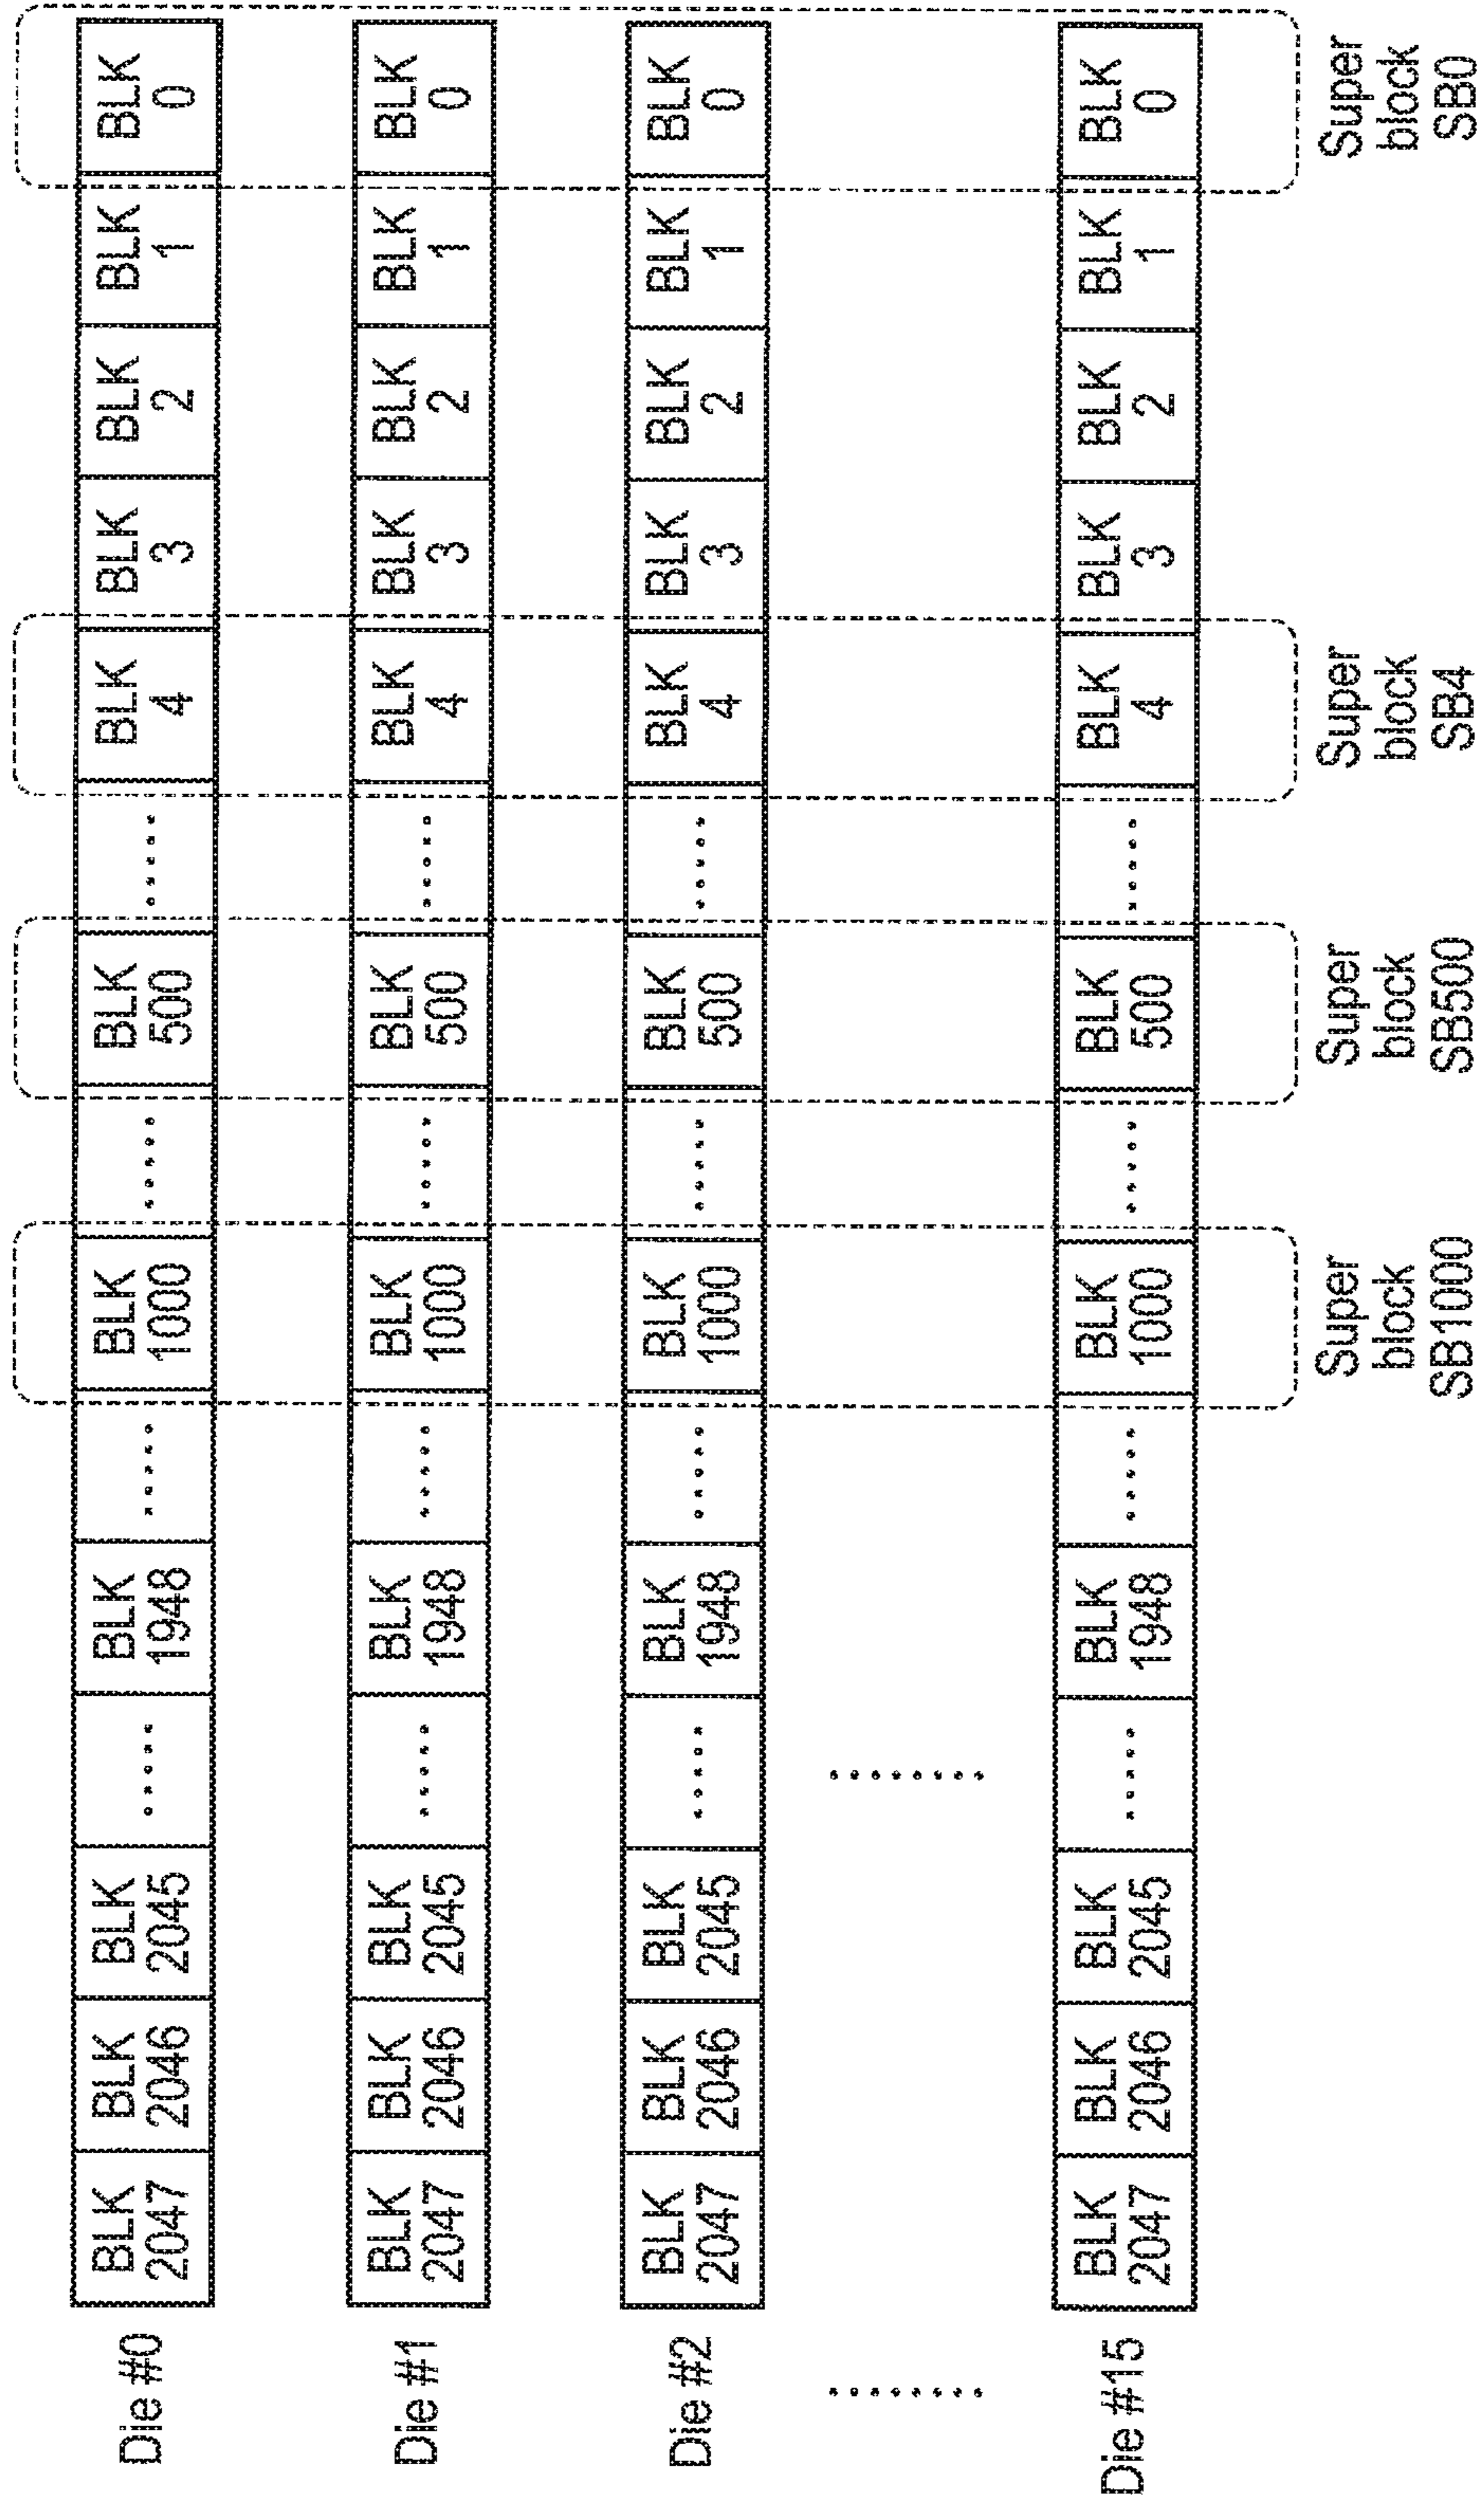 Die #0
BLK
2047
BLK
2046
BLK
2045
.....
BLK
1948
.....
BLK
1000
.....
BLK
500
.....
BLK
4
BLK
3
BLK
2
BLK
1
BLK
0
Die #1
BLK
2047
BLK
2046
BLK
2045
.....
BLK
1948
.....
BLK
1000
.....
BLK
500
.....
BLK
4
BLK
3
BLK
2
BLK
1
BLK
0
Die #2
BLK
2047
BLK
2046
BLK
2045
.....
BLK
1948
.....
BLK
1000
.....
BLK
500
.....
BLK
4
BLK
3
BLK
2
BLK
1
BLK
0
........
........
Die #15
BLK
2047
BLK
2046
BLK
2045
.....
BLK
1948
.....
BLK
1000
.....
BLK
500
.....
BLK
4
BLK
3
BLK
2
BLK
1
BLK
0
Super
block
SB1000
Super
block
SB500
Super
block
SB4
Super
block
SB0